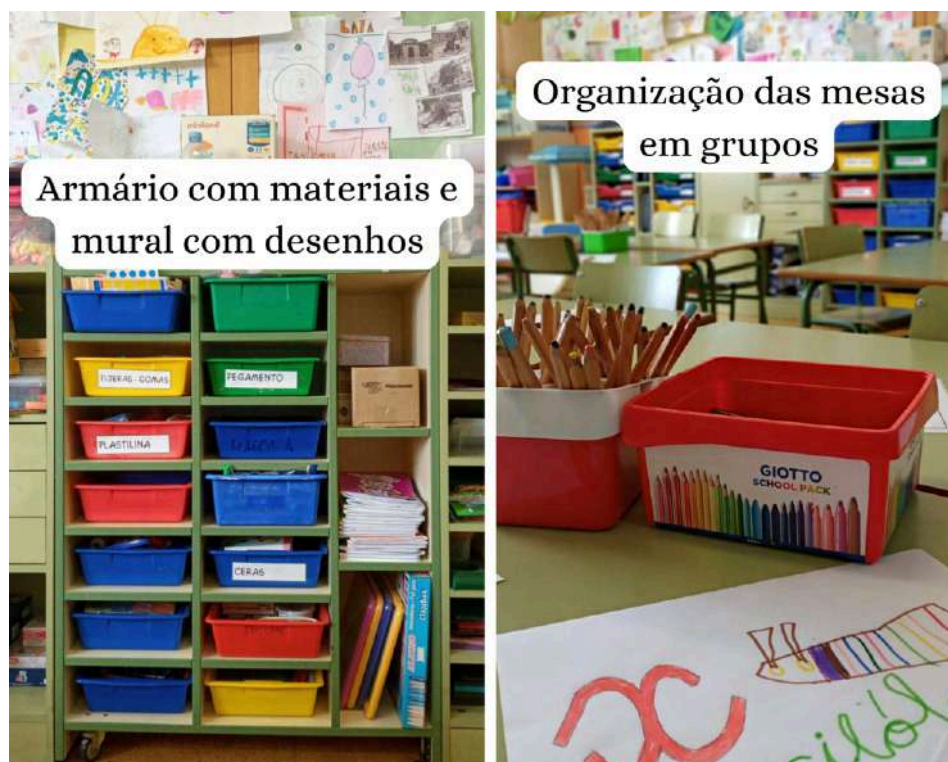 Armário com materiais e
mural com desenhos
TIJERAS - GOMAS
PEGAMENTO
PLASTILINA
CERAS
Organização das mesas
em grupos
GIOTTO
SCHOOL PACK